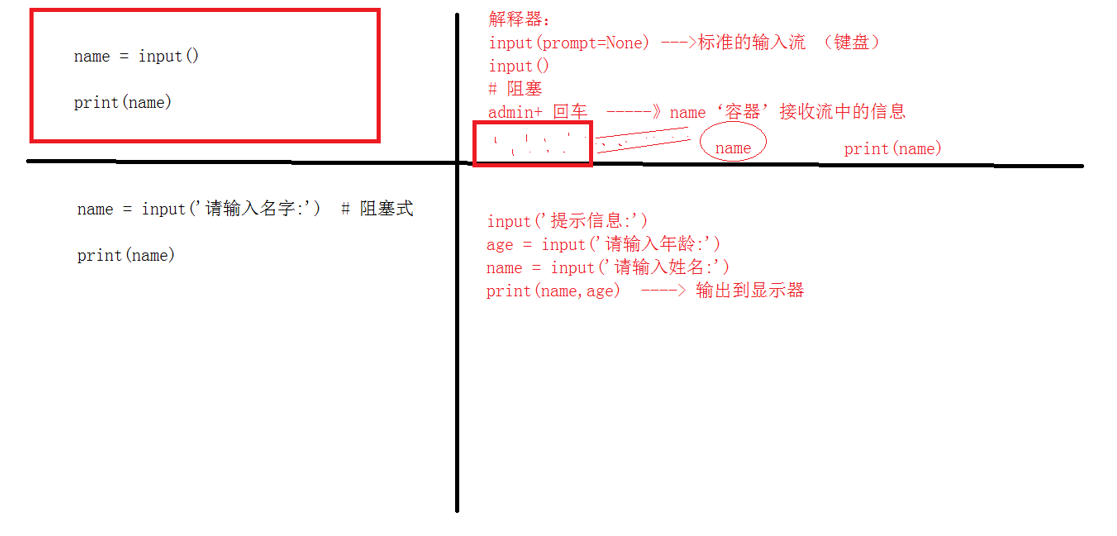 name = input()
print(name)
解释器:
input(prompt=None) --->标准的输入流 （键盘）
input()
# 阻塞
admin+ 回车 -----》name ‘容器’接收流中的信息
name
print(name)
name = input('请输入名字:') # 阻塞式
print(name)
input('提示信息:')
age = input('请输入年龄:')
name = input('请输入姓名:')
print(name,age) ----> 输出到显示器